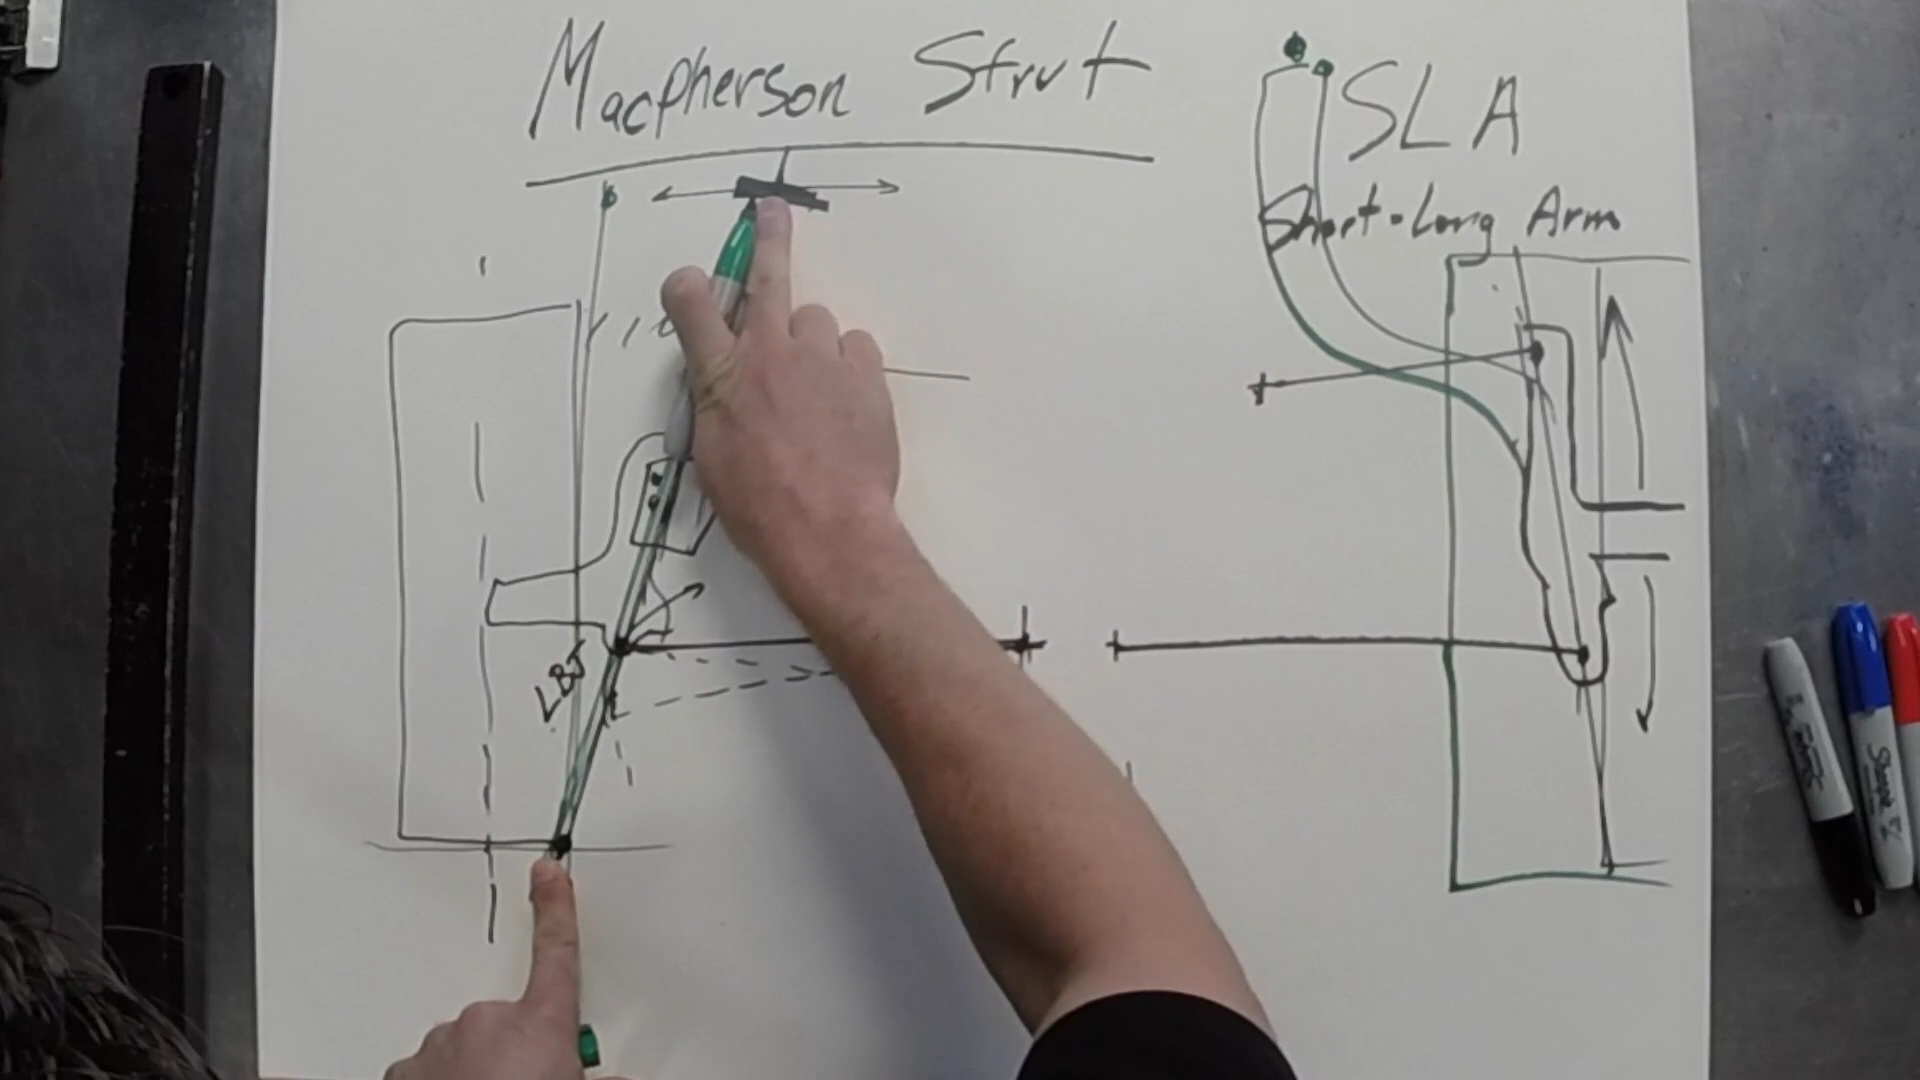 Macpherson Strut
SLA
Short-Long Arm
LBJ
Sharpie